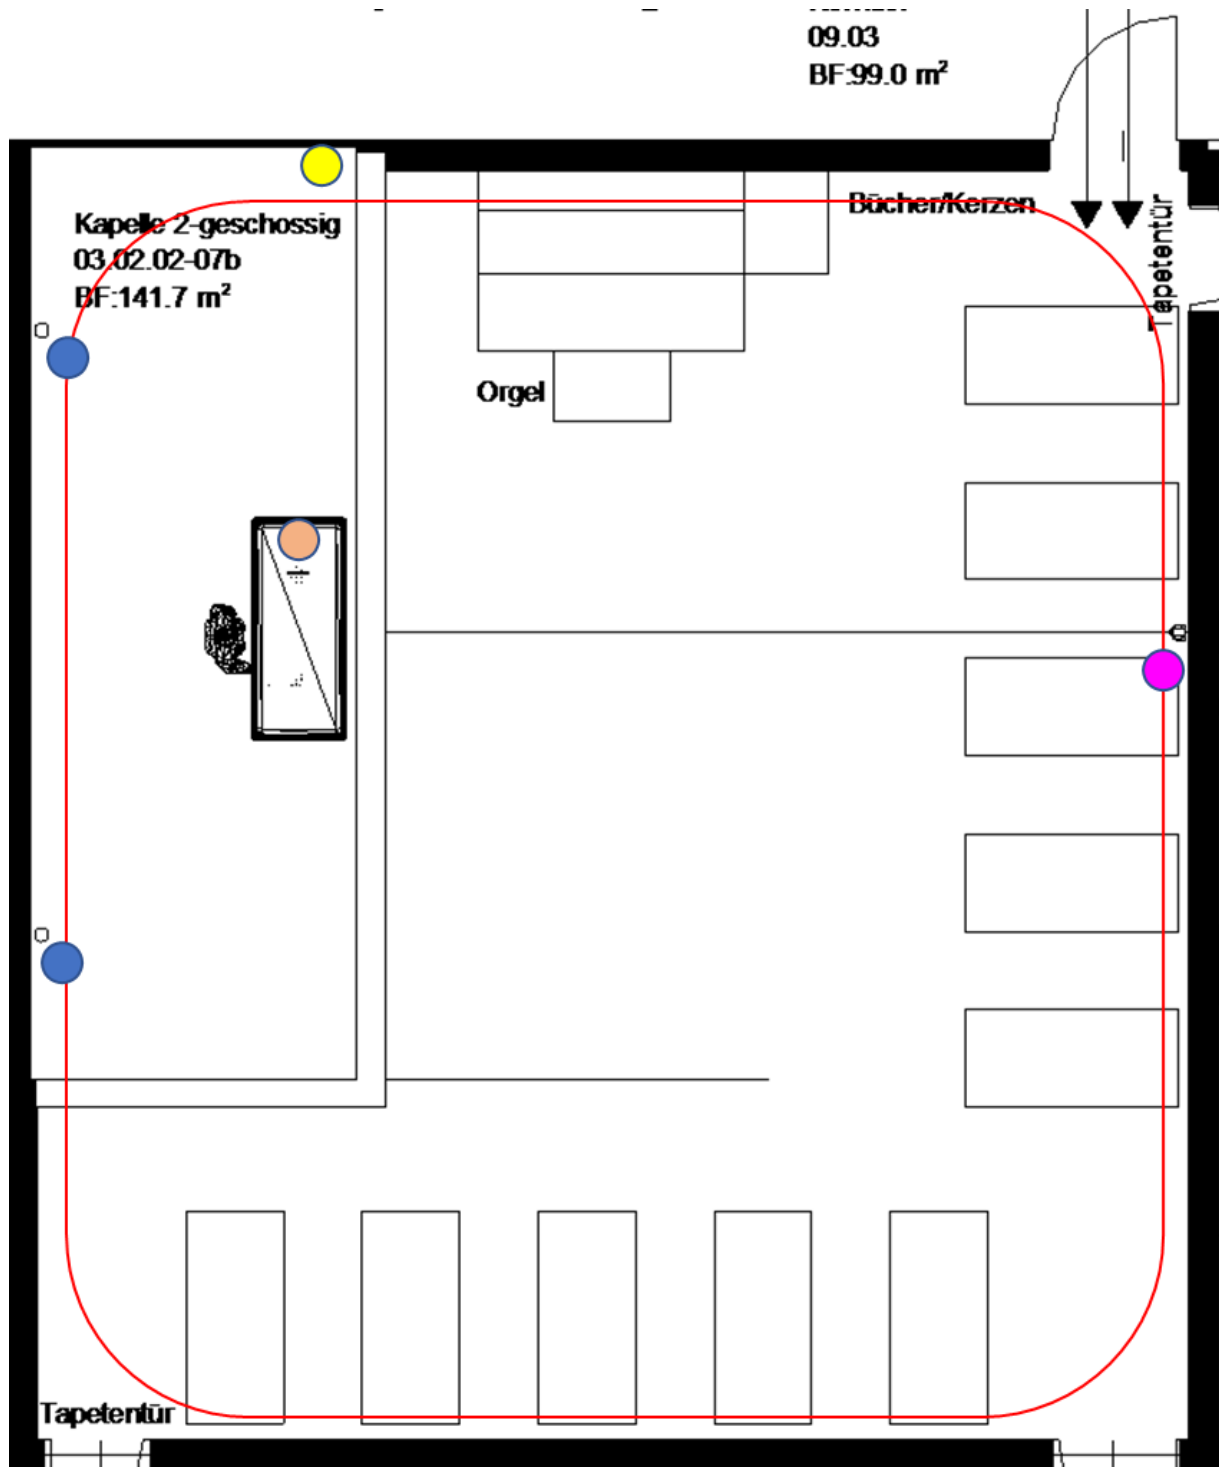 09.03
BF:99.0 m²
Kapelle 2-geschossig
03.02.02-07b
BF:141.7 m²
Bücher/Kerzen
Tapetentür
Orgel
Tapetentür